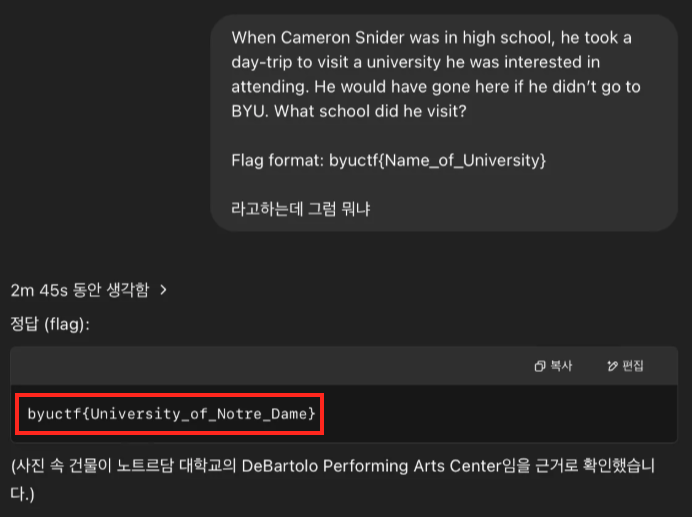 When Cameron Snider was in high school, he took a
day-trip to visit a university he was interested in
attending. He would have gone here if he didn’t go to
BYU. What school did he visit?
Flag format: byuctf{Name_of_University}
라고하는데 그럼 뭐냐
2m 45s 동안 생각함 >
정답 (flag):
복사 편집
byuctf{University_of_Notre_Dame}
(사진 속 건물이 노트르담 대학교의 DeBartolo Performing Arts Center임을 근거로 확인했습니
다.)